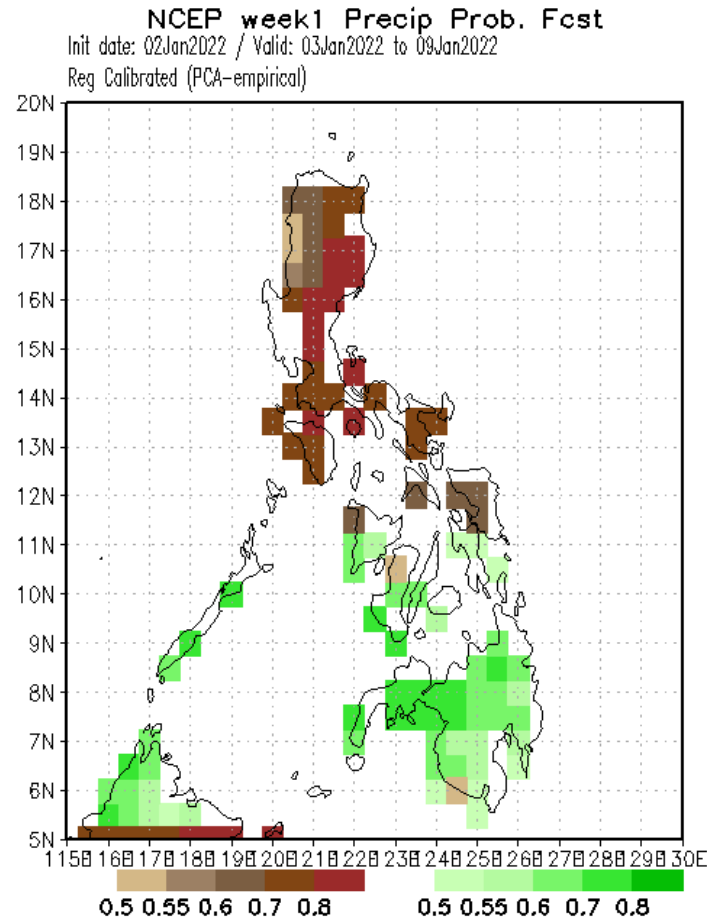 NCEP week1 Precip Prob. Fcst
Init date: 02Jan2022 / Valid: 03Jan2022 to 09Jan2022
Reg Calibrated (PCA-empirical)
20N
19N
18N
17N
16N
15N
14N
13N
12N
11N
10N
9N
8N
7N
6N
5N
115E 116E 117E 118E 119E 120E 121E 122E 123E 124E 125E 126E 127E 128E 129E 130E
0.5 0.55 0.6 0.7 0.8 0.5 0.55 0.6 0.7 0.8